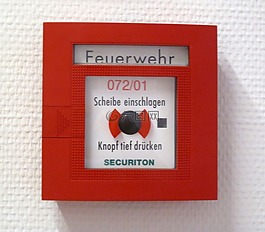 Feuerwehr
072/01
Scheibe einschlagen
Knopf tief drücken
SECURITON